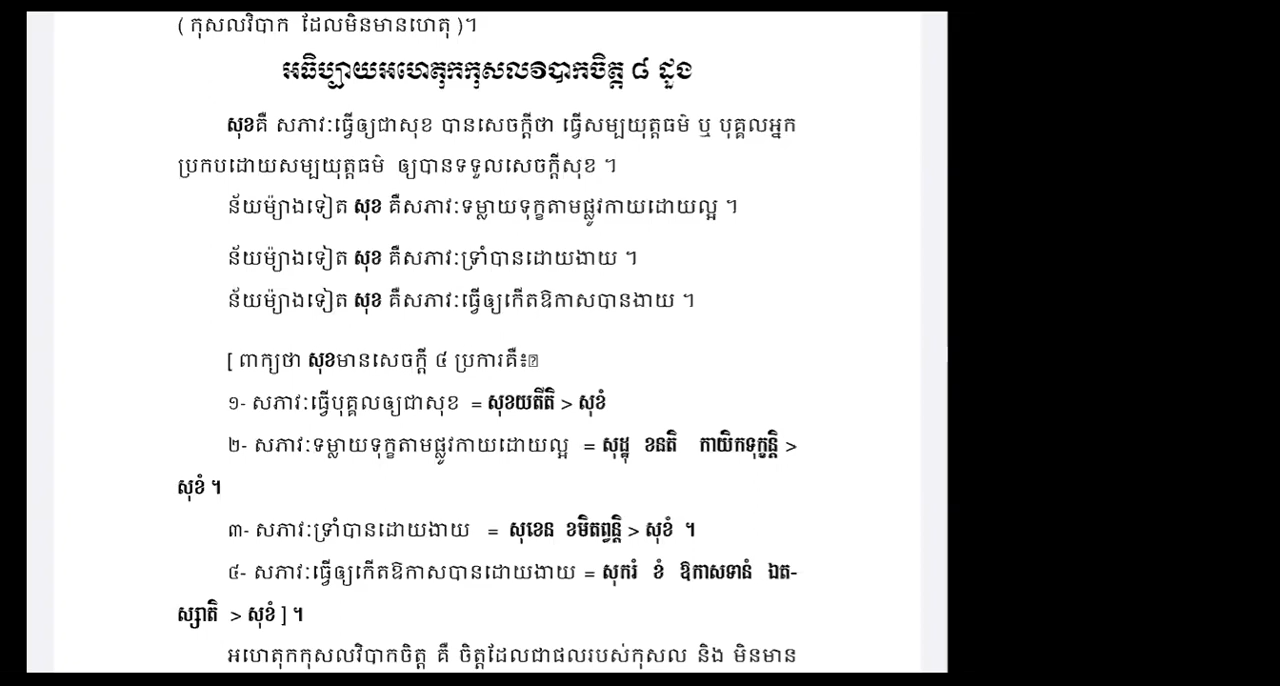 ( កុសលវិបាក ដែលមិនមានហេតុ )។
អធិប្បាយអហេតុកកុសលវិបាកចិត្ត ៨ ដួង
សុខគឺ សភាវៈធ្វើឲ្យជាសុខ បានសេចក្ដីថា ធ្វើសម្បយុត្តធម៌ ឬ បុគ្គលអ្នក
ប្រកបដោយសម្បយុត្តធម៌ ឲ្យបានទទួលសេចក្ដីសុខ ។
ន័យម៉្យាងទៀត សុខ គឺសភាវៈទម្លាយទុក្ខតាមផ្លូវកាយដោយល្អ ។
ន័យម៉្យាងទៀត សុខ គឺសភាវៈទ្រាំបានដោយងាយ ។
ន័យម៉្យាងទៀត សុខ គឺសភាវៈធ្វើឲ្យកើតឱកាសបានងាយ ។
[ ពាក្យថា សុខមានសេចក្ដី ៤ ប្រការគឺ៖
១- សភាវៈធ្វើបុគ្គលឲ្យជាសុខ = សុខយតីតិ > សុខំ
២- សភាវៈទម្លាយទុក្ខតាមផ្លូវកាយដោយល្អ = សុដ្ឋុ ខនតិ កាយិកទុក្ខន្តិ >
សុខំ ។
៣- សភាវៈទ្រាំបានដោយងាយ = សុខេន ខមិតព្វន្តិ > សុខំ ។
៤- សភាវៈធ្វើឲ្យកើតឱកាសបានដោយងាយ = សុករំ ខំ ឱកាសទានំ ឯត-
ស្សាតិ > សុខំ ] ។
អហេតុកកុសលវិបាកចិត្ត គឺ ចិត្តដែលជាផលរបស់កុសល និង មិនមាន